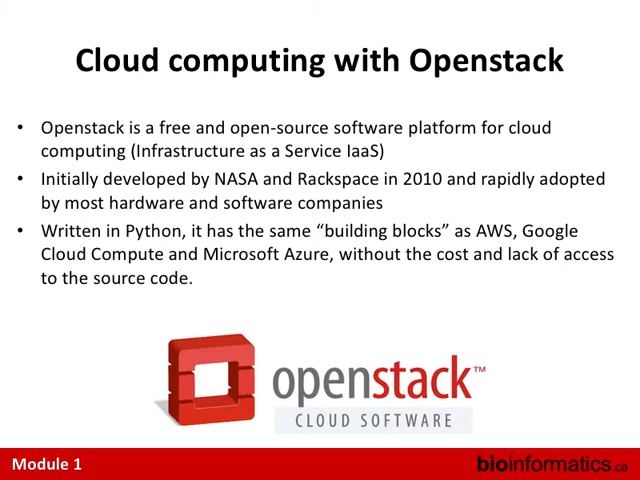 Cloud computing with Openstack
• Openstack is a free and open-source software platform for cloud
computing (Infrastructure as a Service IaaS)
• Initially developed by NASA and Rackspace in 2010 and rapidly adopted
by most hardware and software companies
• Written in Python, it has the same “building blocks” as AWS, Google
Cloud Compute and Microsoft Azure, without the cost and lack of access
to the source code.
openstack™
CLOUD SOFTWARE
Module 1
bioinformatics.ca